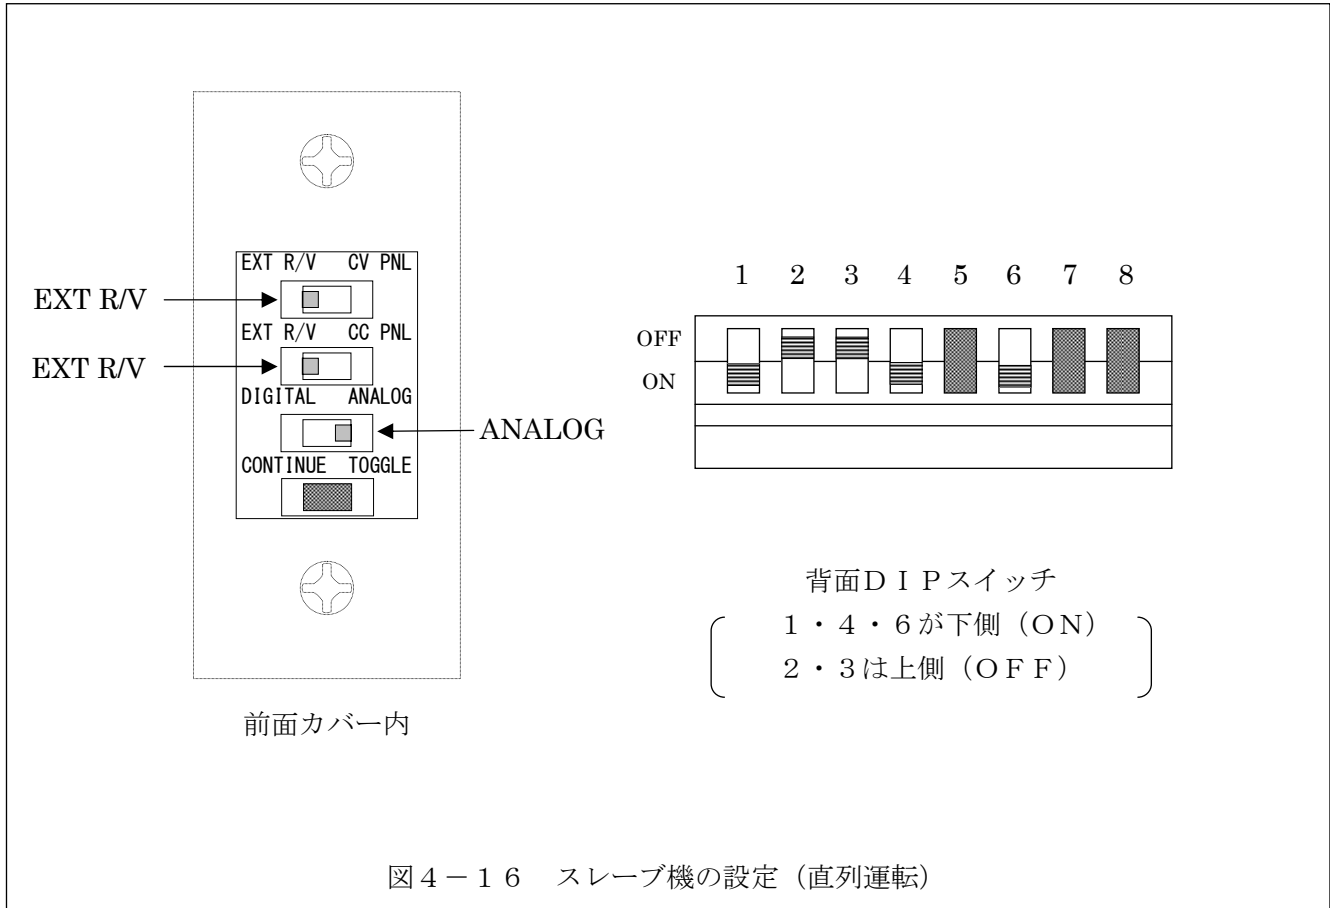 EXT R/V CV PNL
EXT R/V
EXT R/V CC PNL
EXT R/V
DIGITAL ANALOG
ANALOG
CONTINUE TOGGLE
前面カバー内
1 2 3 4 5 6 7 8
OFF
ON
背面ＤＩＰスイッチ
１・４・６が下側（ＯＮ）
２・３は上側（ＯＦＦ）
図４－１６　スレーブ機の設定（直列運転）